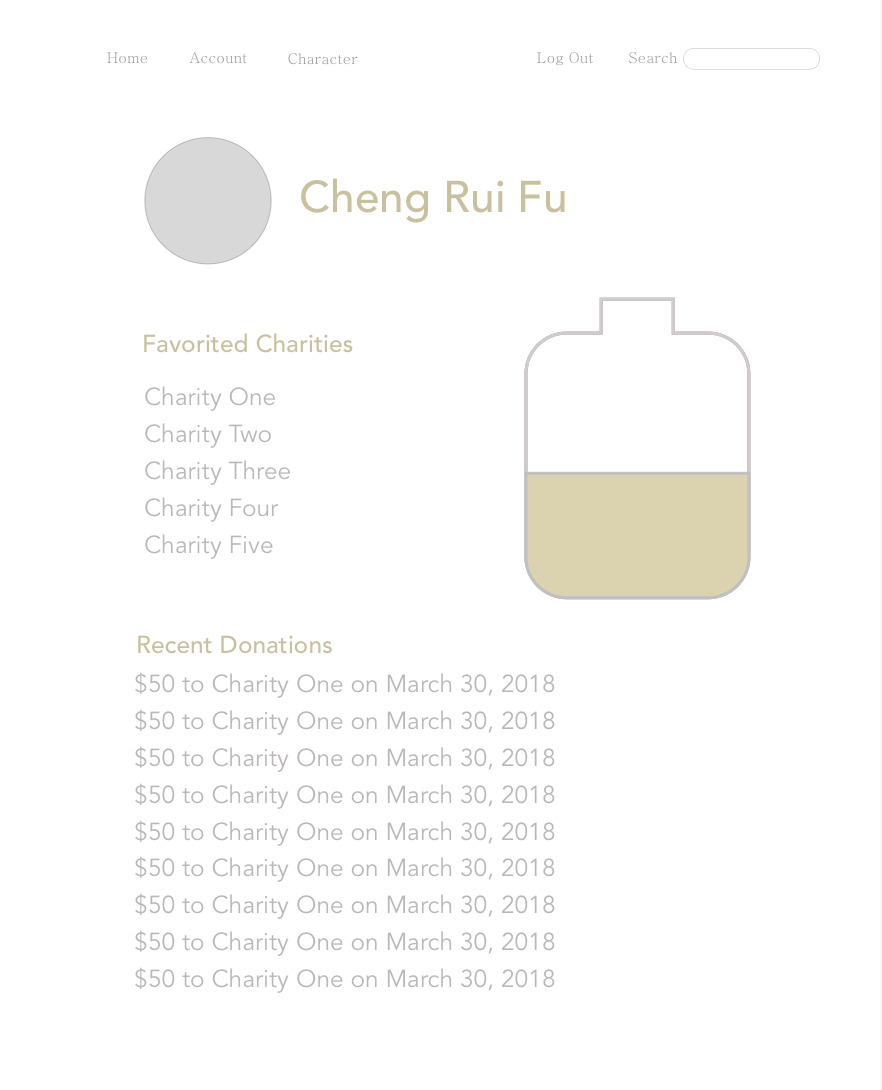 Home Account Character Log Out Search
Cheng Rui Fu
Favorited Charities
Charity One
Charity Two
Charity Three
Charity Four
Charity Five
Recent Donations
$50 to Charity One on March 30, 2018
$50 to Charity One on March 30, 2018
$50 to Charity One on March 30, 2018
$50 to Charity One on March 30, 2018
$50 to Charity One on March 30, 2018
$50 to Charity One on March 30, 2018
$50 to Charity One on March 30, 2018
$50 to Charity One on March 30, 2018
$50 to Charity One on March 30, 2018